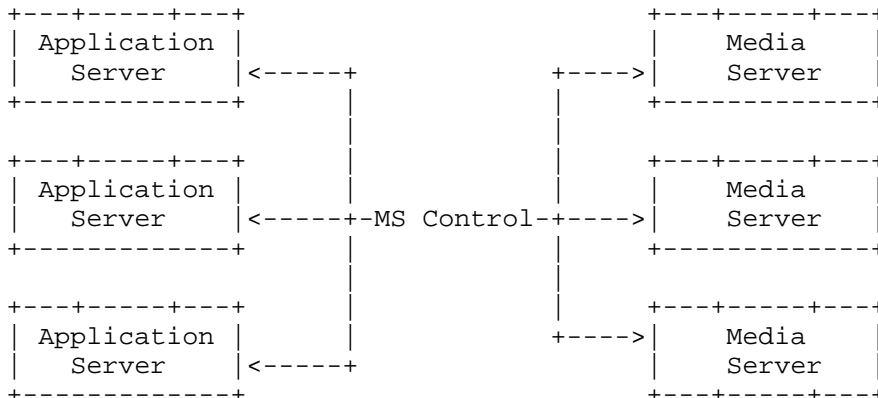 Application Media
Server Server
Application Media
Server MS Control Server
Application Media
Server Server